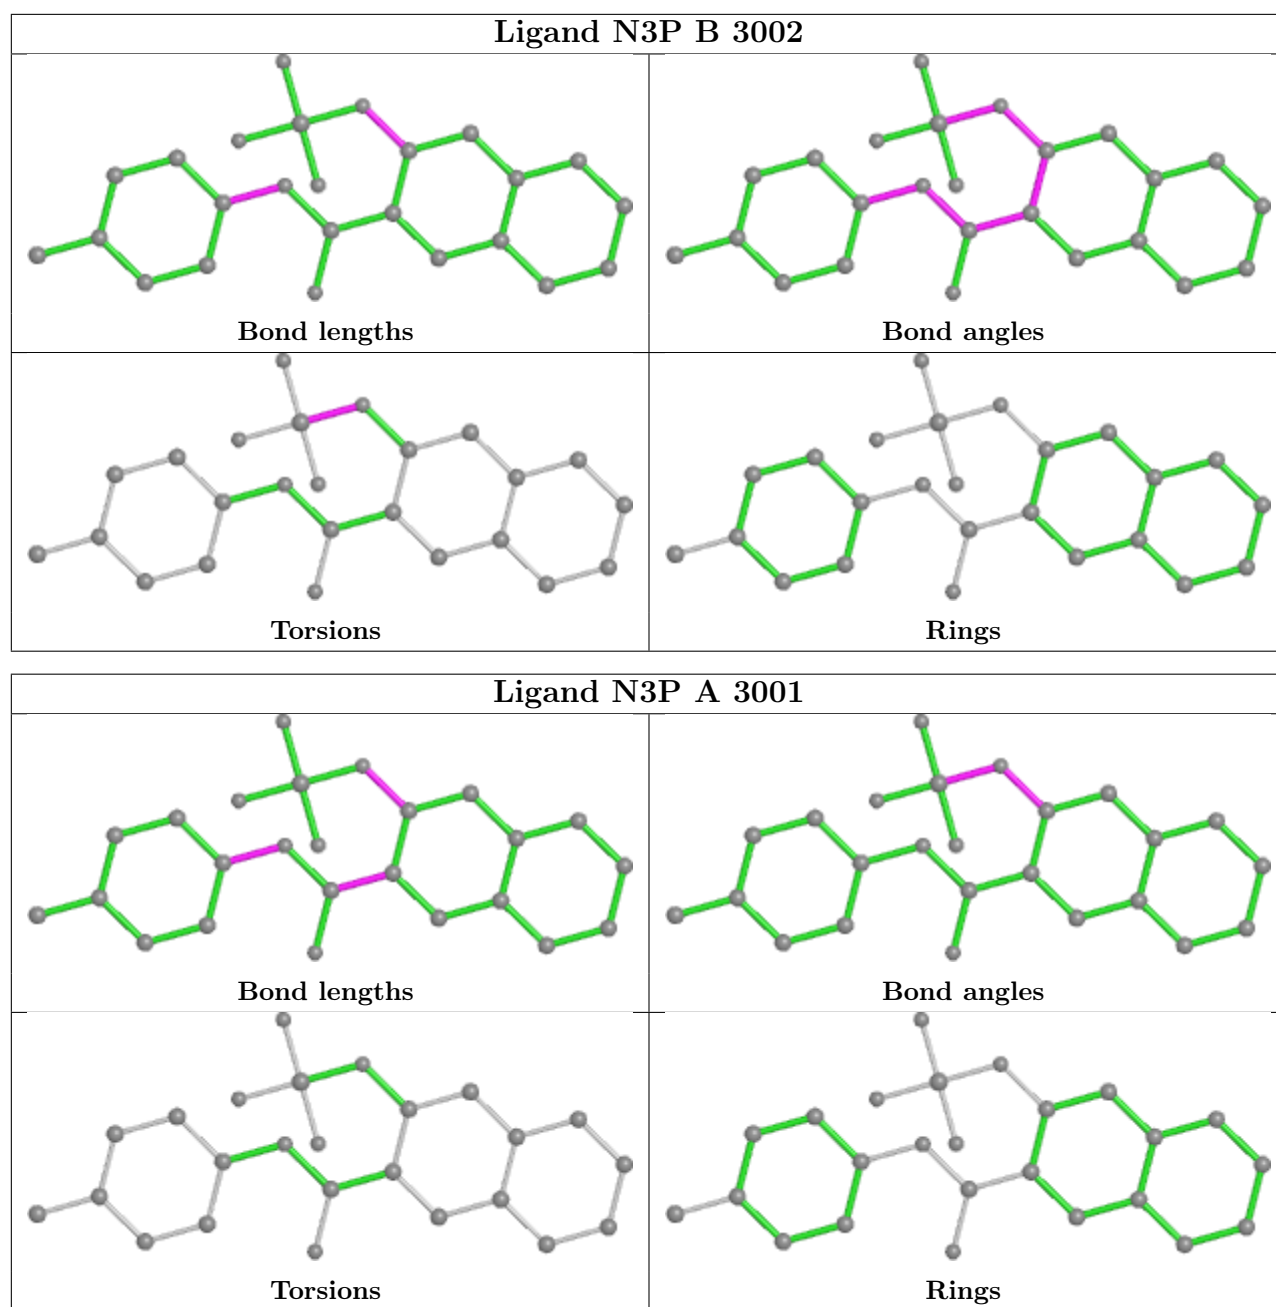 Ligand N3P B 3002
Bond lengths
Bond angles
Torsions
Rings
Ligand N3P A 3001
Bond lengths
Bond angles
Torsions
Rings